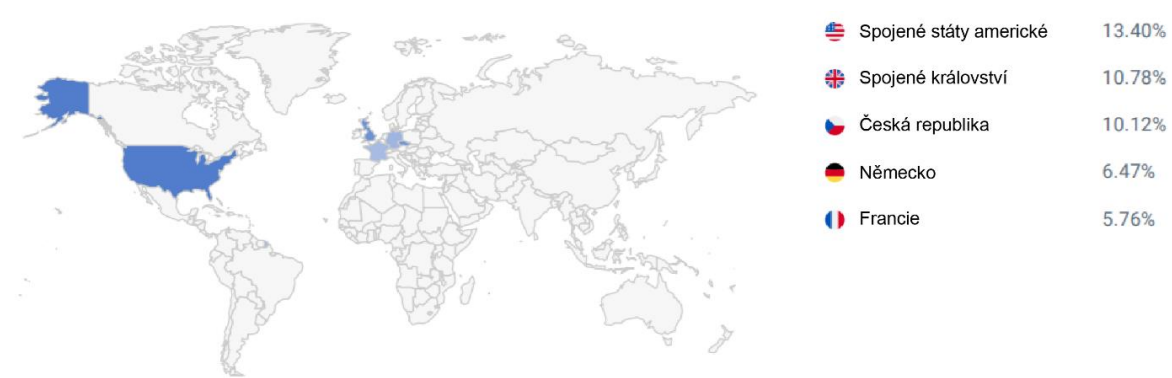 Spojené státy americké 13.40%
Spojené království 10.78%
Česká republika 10.12%
Německo 6.47%
Francie 5.76%